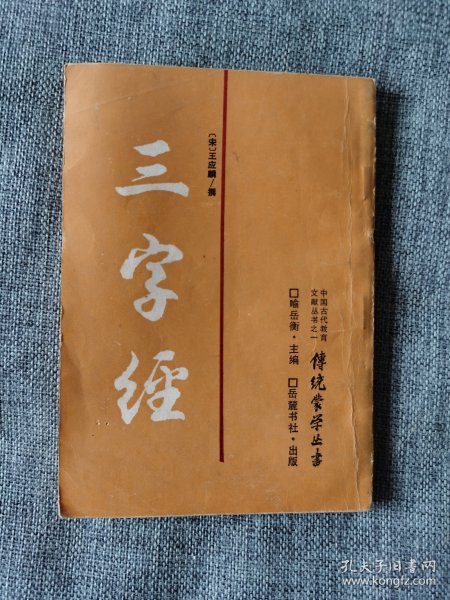 中国古代教育
文献丛书之一
傳统蒙学丛書
□喻岳衡·主编 □岳麓书社·出版
〔宋〕王应麟/撰
三字经
孔夫子旧书网
www.kongfz.com